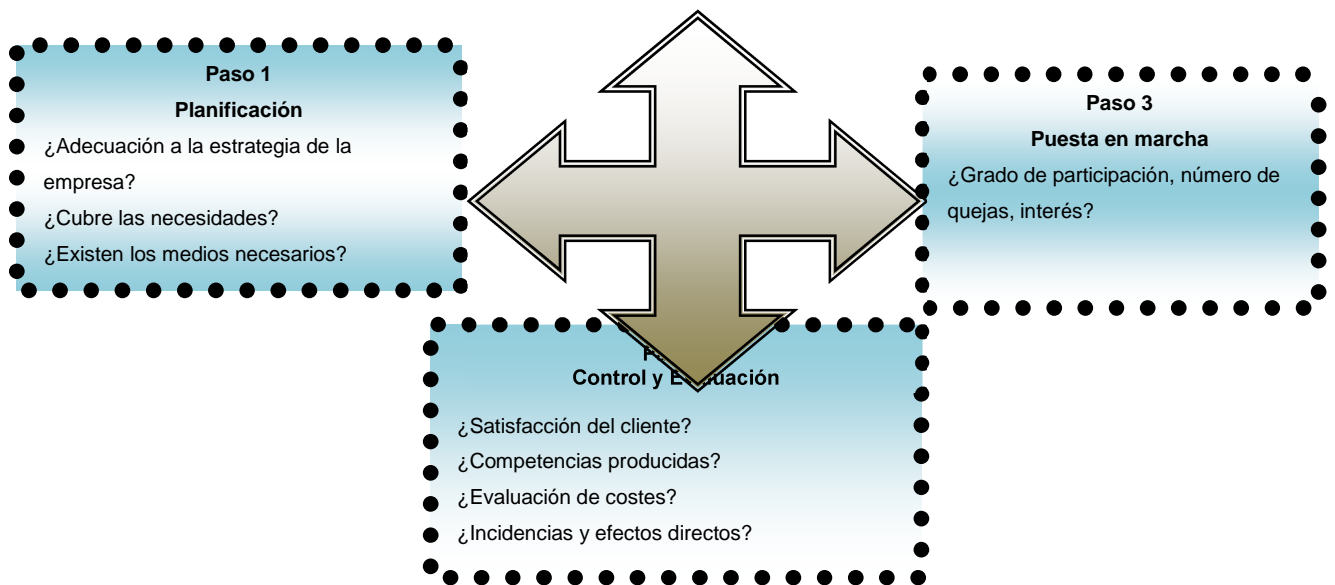 Paso 1
Planificación
¿Adecuación a la estrategia de la
empresa?
¿Cubre las necesidades?
¿Existen los medios necesarios?
Paso 3
Puesta en marcha
¿Grado de participación, número de
quejas, interés?
Control y Evaluación
¿Satisfacción del cliente?
¿Competencias producidas?
¿Evaluación de costes?
¿Incidencias y efectos directos?